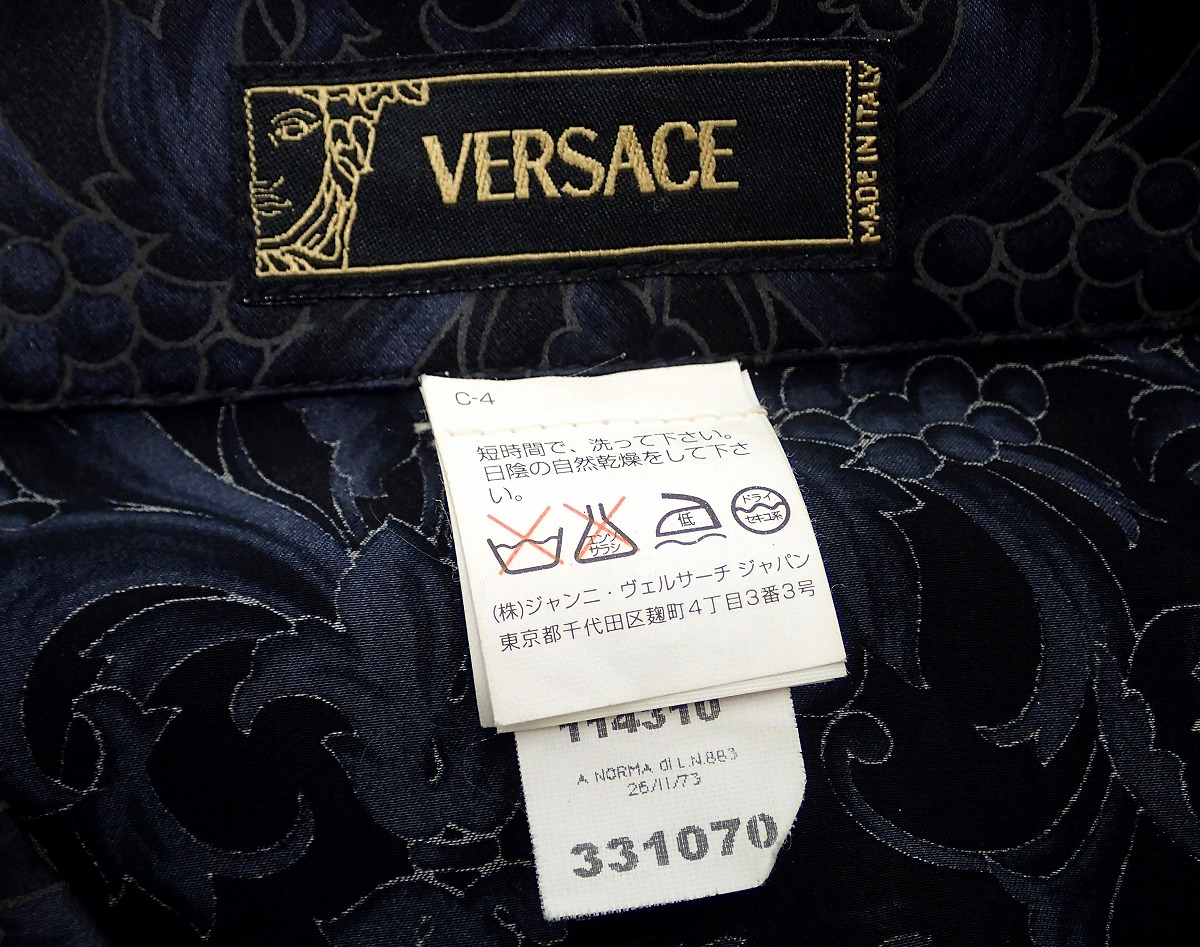 VERSACE
MADE IN ITALY
C-4
短時間で、洗って下さい。
日陰の自然乾燥をして下さ
い。
エンソ
サラシ
低
ドライ
セキユ系
(株)ジャンニ・ヴェルサーチ ジャパン
東京都千代田区麹町4丁目3番3号
114310
A NORMA di L.N.883
26/11/73
331070